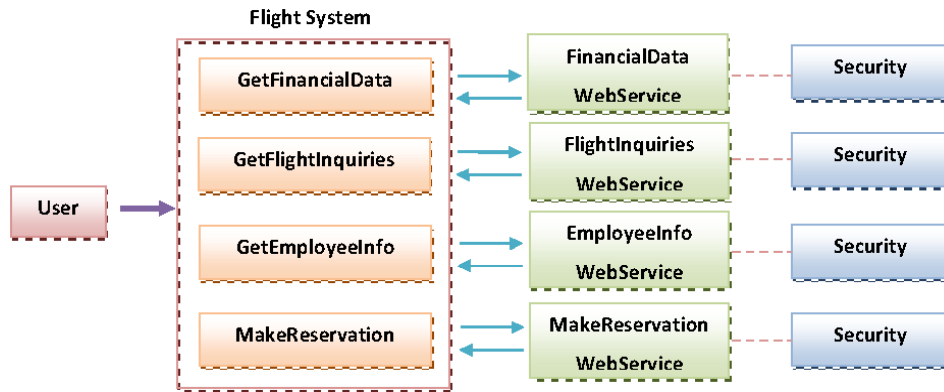 Flight System
GetFinancialData
FinancialData
WebService
Security
GetFlightInquiries
FlightInquiries
WebService
Security
User
GetEmployeeInfo
EmployeeInfo
WebService
Security
MakeReservation
MakeReservation
WebService
Security